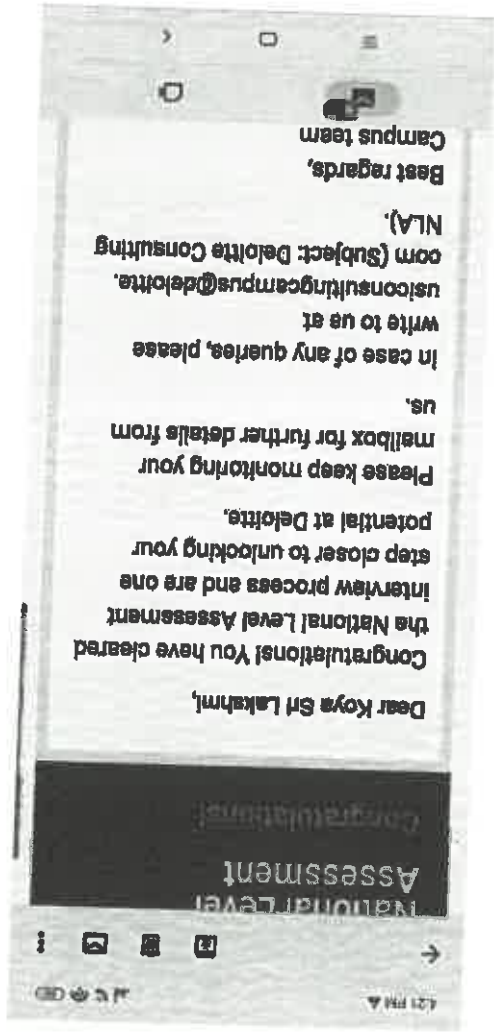 4:21 PM
National Level
Assessment
Congratulations!
Dear Koya Sri Lakshmi,
Congratulations! You have cleared
the National Level Assessment
interview process and are one
step closer to unlocking your
potential at Deloitte.
Please keep monitoring your
mailbox for further details from
us.
In case of any queries, please
write to us at
usiconsultingcampus@deloitte.
com (Subject: Deloitte Consulting
NLA).
Best regards,
Campus team